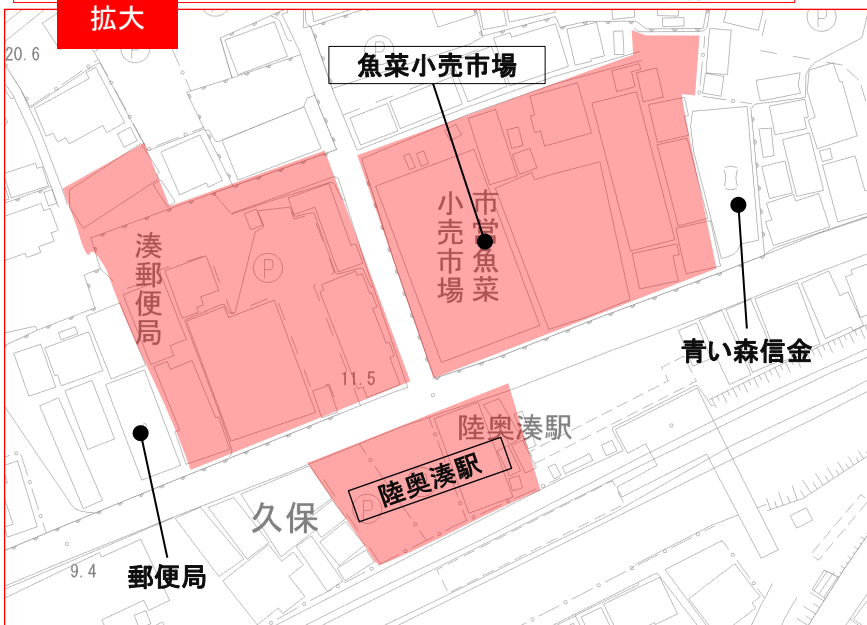 拡大
20.6
P
P
魚菜小売市場
市営魚菜
小売市場
湊郵便局
P
青い森信金
11.5
陸奥湊駅
陸奥湊駅
P
久保
9.4
郵便局